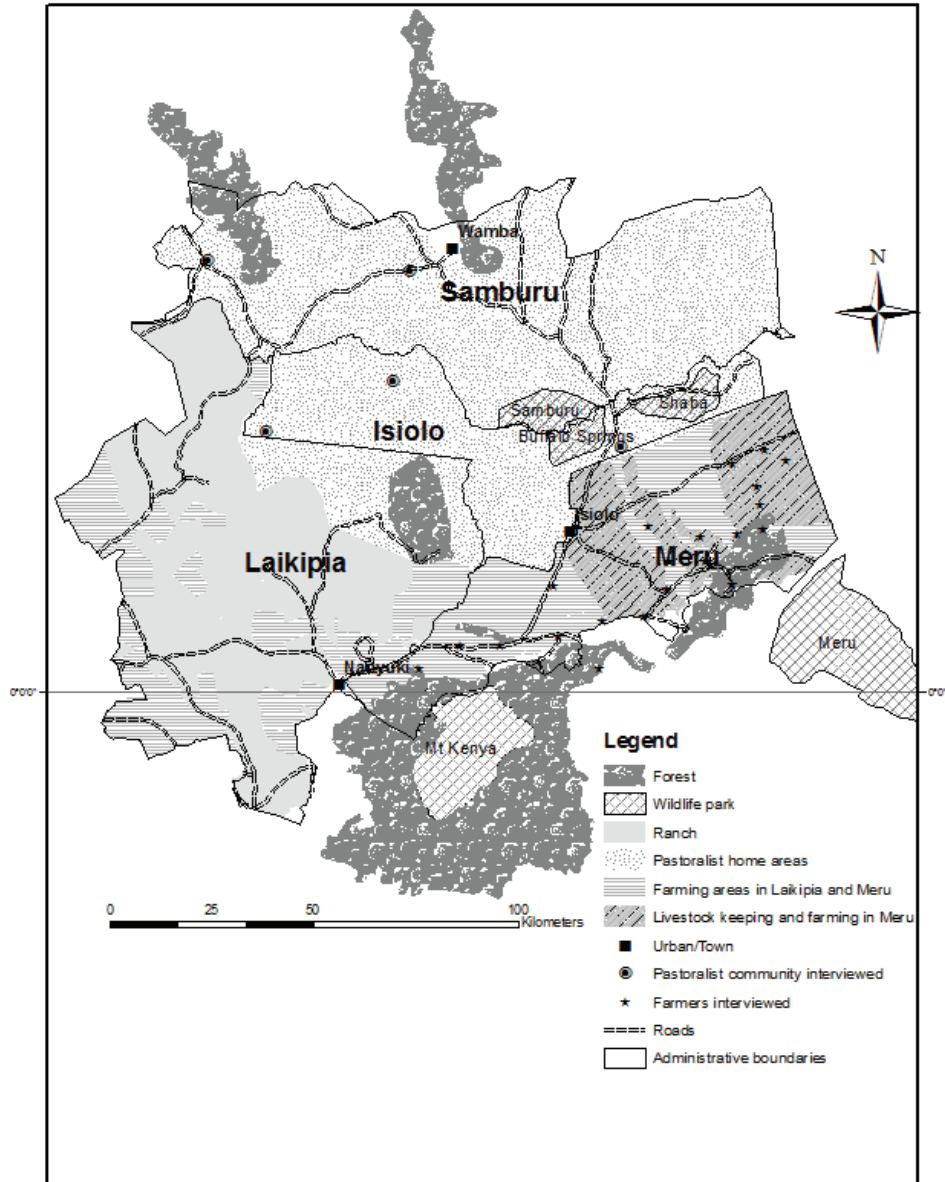 Wamba
Samburu
N
Samburu
Shaba
Buffalo Springs
Isiolo
Isiolo
Laikipia
Meru
Meru
Nanyuki
0°0'0"
0°0'0"
Mt Kenya
Legend
Forest
Wildlife park
Ranch
Pastoralist home areas
Farming areas in Laikipia and Meru
Livestock keeping and farming in Meru
Urban/Town
Pastoralist community interviewed
Farmers interviewed
Roads
Administrative boundaries
0 25 50 100
Kilometers